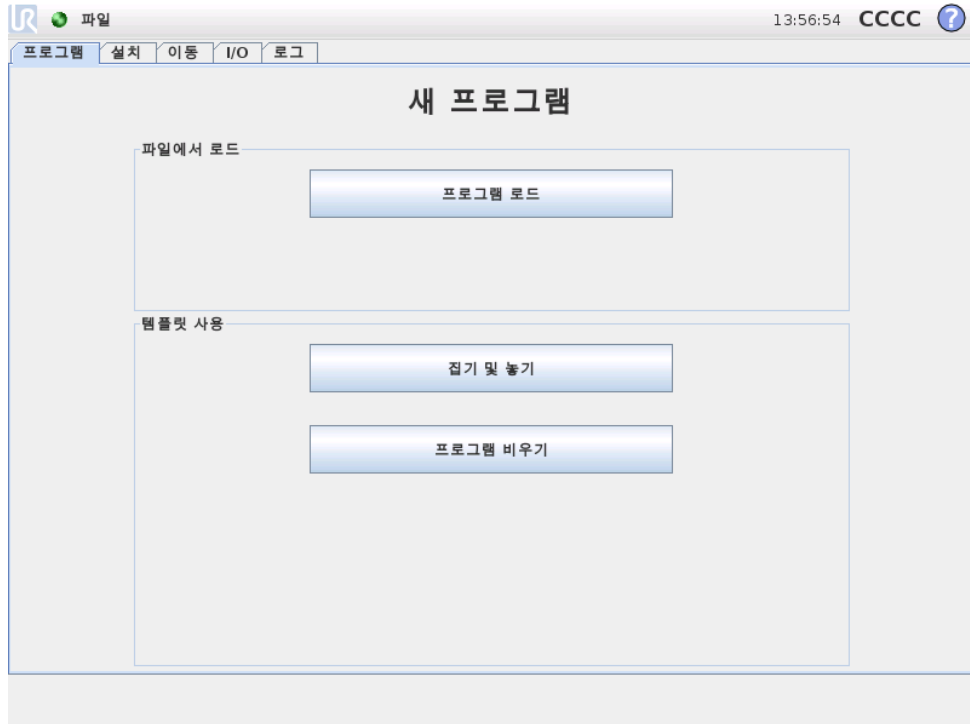 UR 파일 13:56:54 CCCC ?
프로그램 설치 이동 I/O 로그
새 프로그램
파일에서 로드
프로그램 로드
템플릿 사용
집기 및 놓기
프로그램 비우기